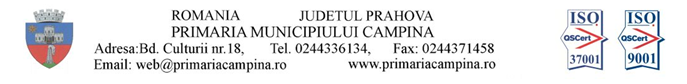 ROMANIA JUDETUL PRAHOVA
PRIMARIA MUNICIPIULUI CAMPINA
Adresa:Bd. Culturii nr.18, Tel. 0244336134, Fax: 0244371458
Email: web@primariacampina.ro www.primariacampina.ro
ISO
QSCert
37001
ISO
QSCert
9001